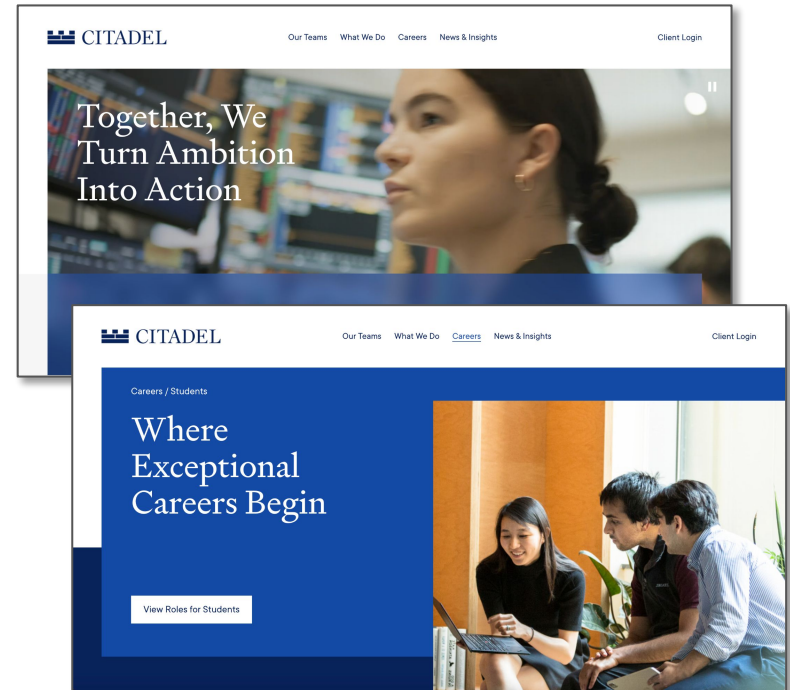 CITADEL
Our Teams What We Do Careers News & Insights Client Login
Together, We
Turn Ambition
Into Action
CITADEL
Our Teams What We Do Careers News & Insights Client Login
Careers / Students
Where
Exceptional
Careers Begin
View Roles for Students